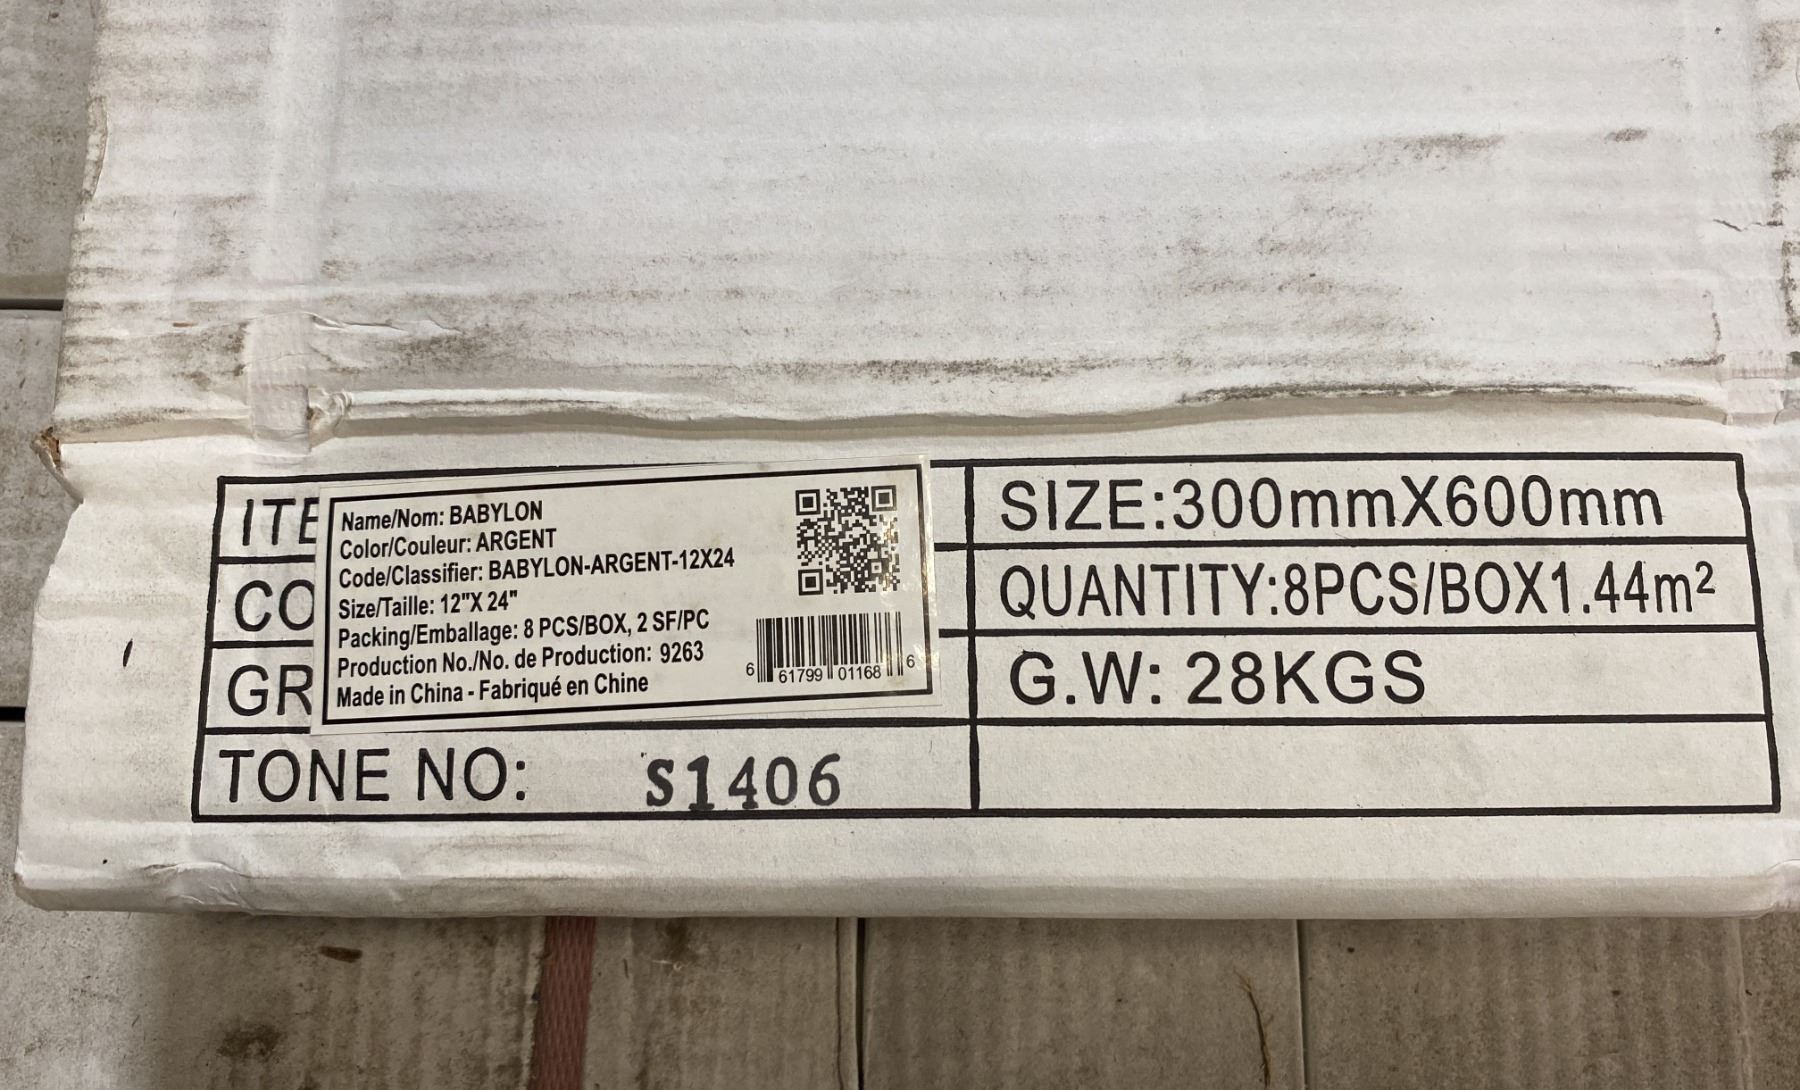 ITE
SIZE:300mmX600mm
CO
QUANTITY:8PCS/BOX1.44m²
GR
G.W: 28KGS
TONE NO: S1406
Name/Nom: BABYLON
Color/Couleur: ARGENT
Code/Classifier: BABYLON-ARGENT-12X24
Size/Taille: 12"X 24"
Packing/Emballage: 8 PCS/BOX, 2 SF/PC
Production No./No. de Production: 9263
Made in China - Fabriqué en Chine
6 61799 01168 6